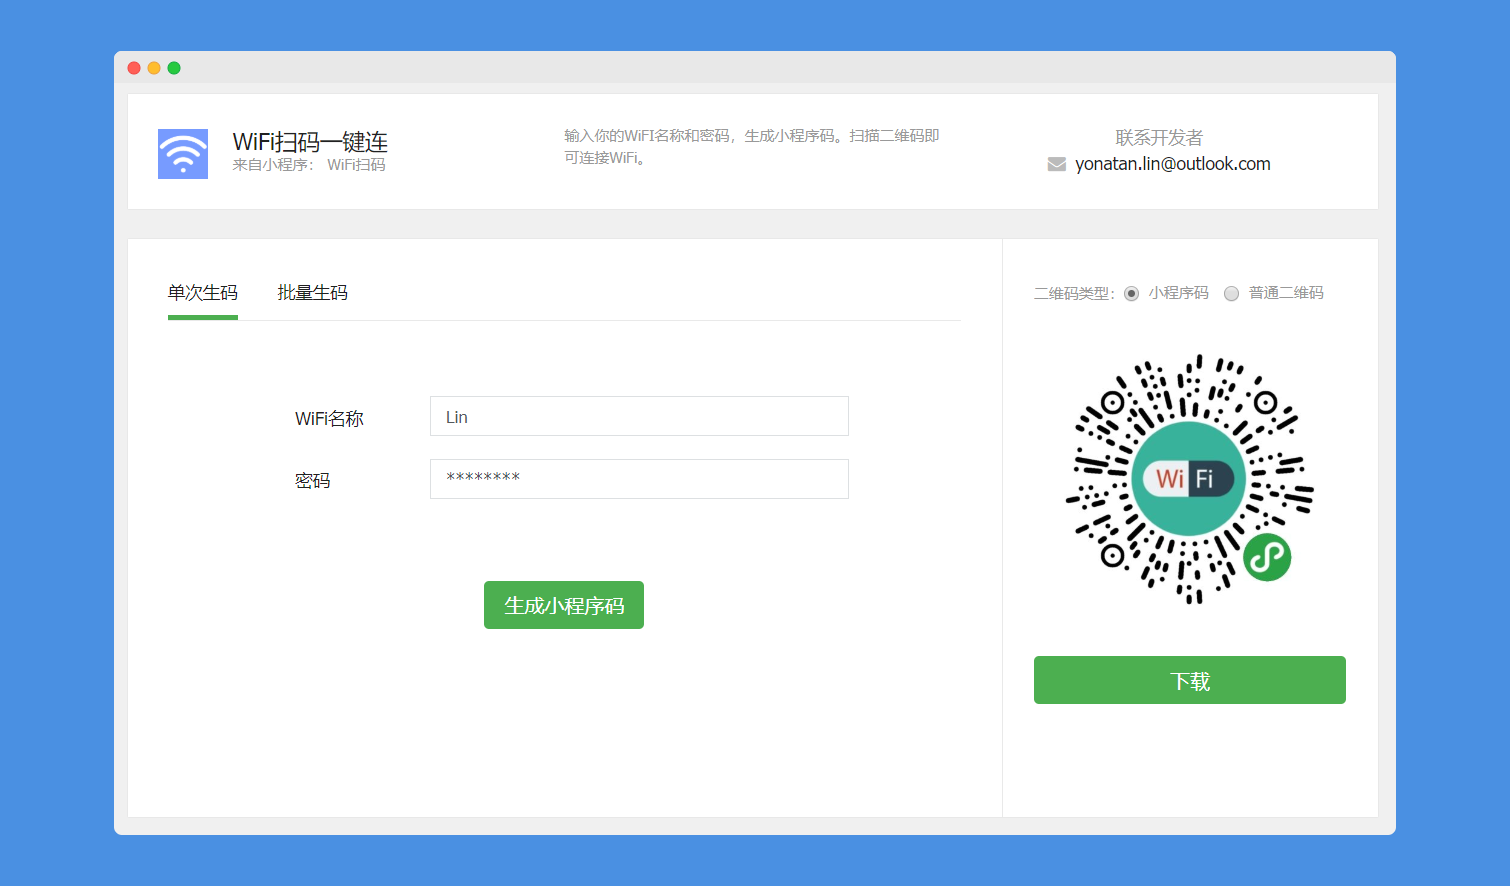 WiFi扫码一键连
来自小程序： WiFi扫码
输入你的WiFI名称和密码，生成小程序码。扫描二维码即
可连接WiFi。
联系开发者
yonatan.lin@outlook.com
单次生码 批量生码
WiFi名称 Lin
密码 ********
生成小程序码
二维码类型： 小程序码 普通二维码
Wi Fi
下载